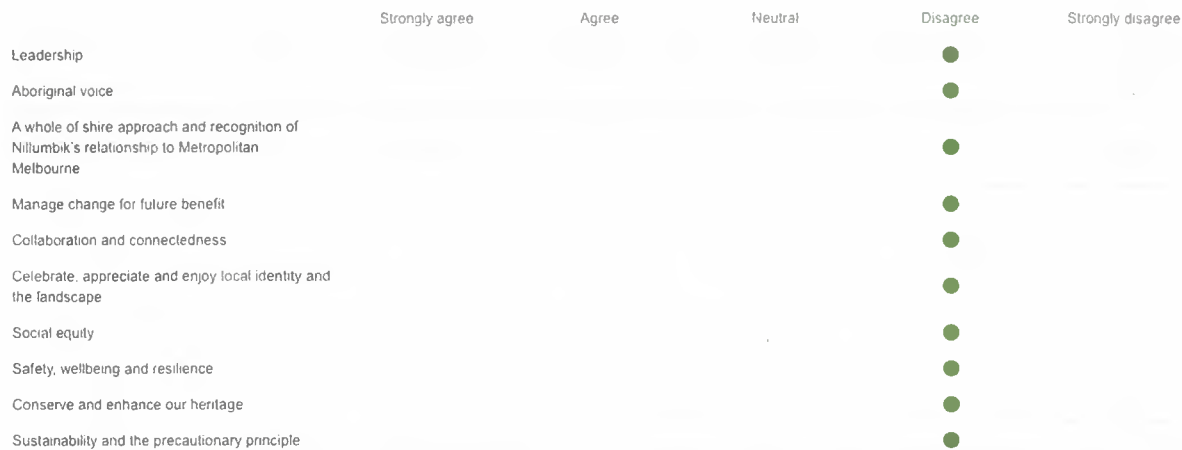 Strongly agree Agree Neutral Disagree Strongly disagree
Leadership
Aboriginal voice
A whole of shire approach and recognition of
Nillumbik's relationship to Metropolitan
Melbourne
Manage change for future benefit
Collaboration and connectedness
Celebrate, appreciate and enjoy local identity and
the landscape
Social equity
Safety, wellbeing and resilience
Conserve and enhance our heritage
Sustainability and the precautionary principle